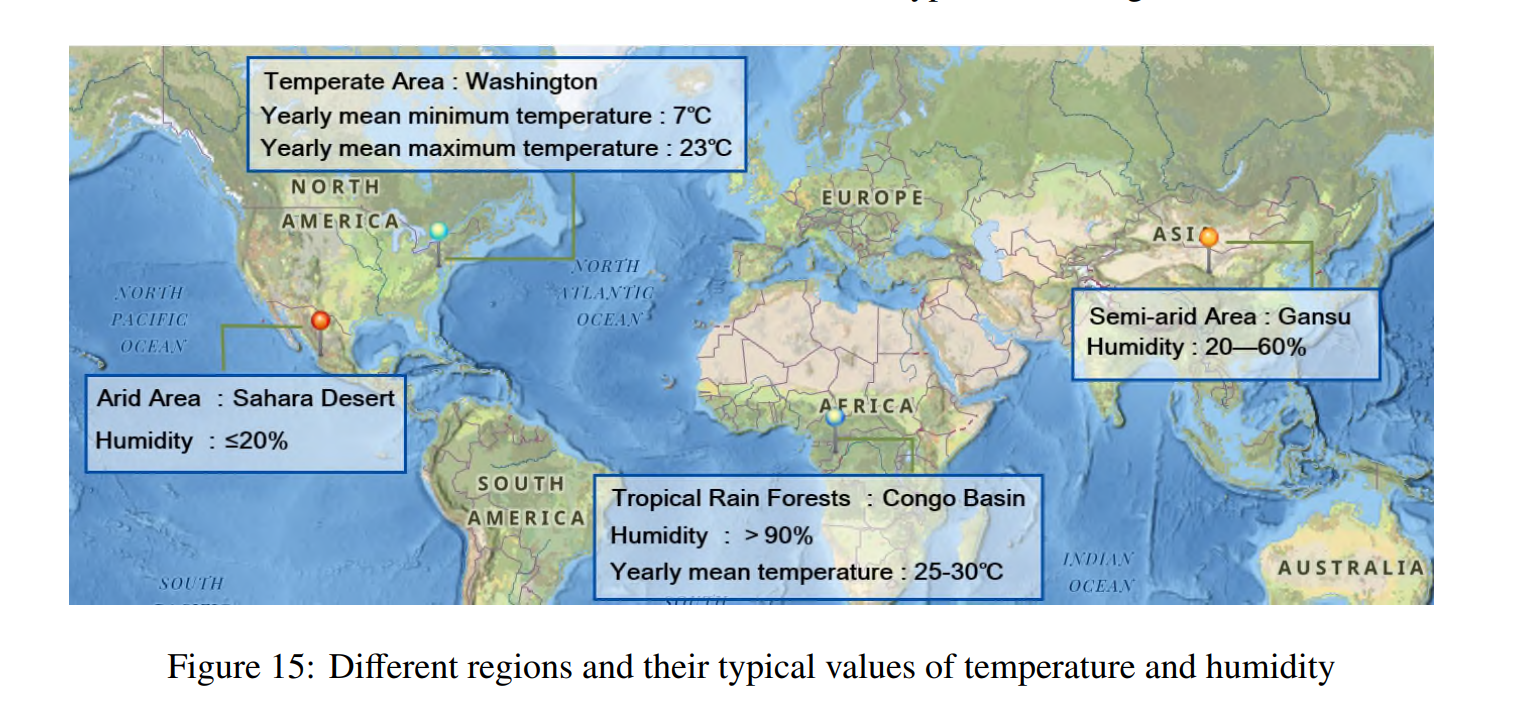 Temperate Area : Washington
Yearly mean minimum temperature : 7℃
Yearly mean maximum temperature : 23℃
NORTH
AMERICA
EUROPE
ASIA
NORTH
ATLANTIC
OCEAN
NORTH
PACIFIC
OCEAN
Semi-arid Area : Gansu
Humidity : 20—60%
Arid Area : Sahara Desert
Humidity : ≤20%
AFRICA
SOUTH
AMERICA
Tropical Rain Forests : Congo Basin
Humidity : > 90%
Yearly mean temperature : 25-30℃
INDIAN
OCEAN
AUSTRALIA
SOUTH
SOUTH
Figure 15: Different regions and their typical values of temperature and humidity